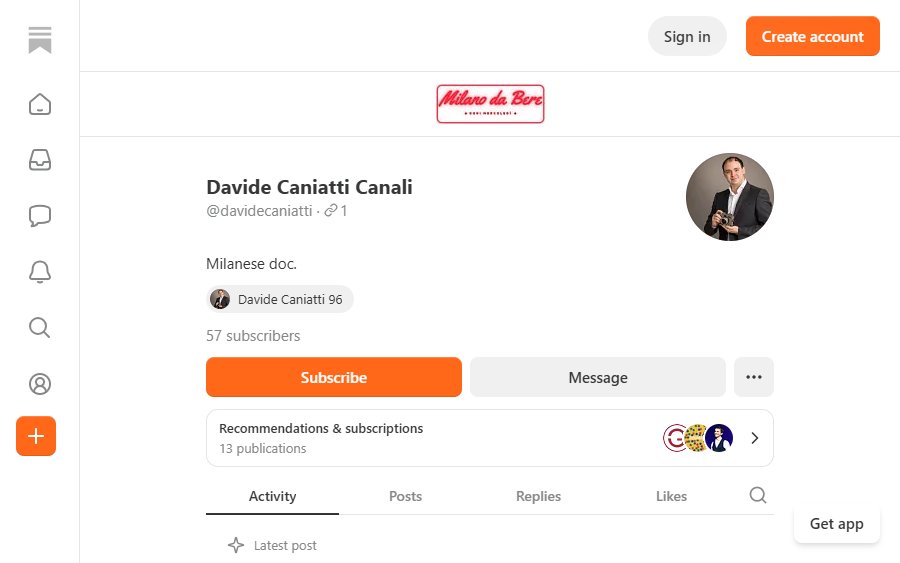 Sign in
Create account
Milano da Bere
Davide Caniatti Canali
@davidecaniatti · 1
Milanese doc.
Davide Caniatti 96
57 subscribers
Subscribe
Message
Recommendations & subscriptions
13 publications
Activity
Posts
Replies
Likes
Get app
Latest post